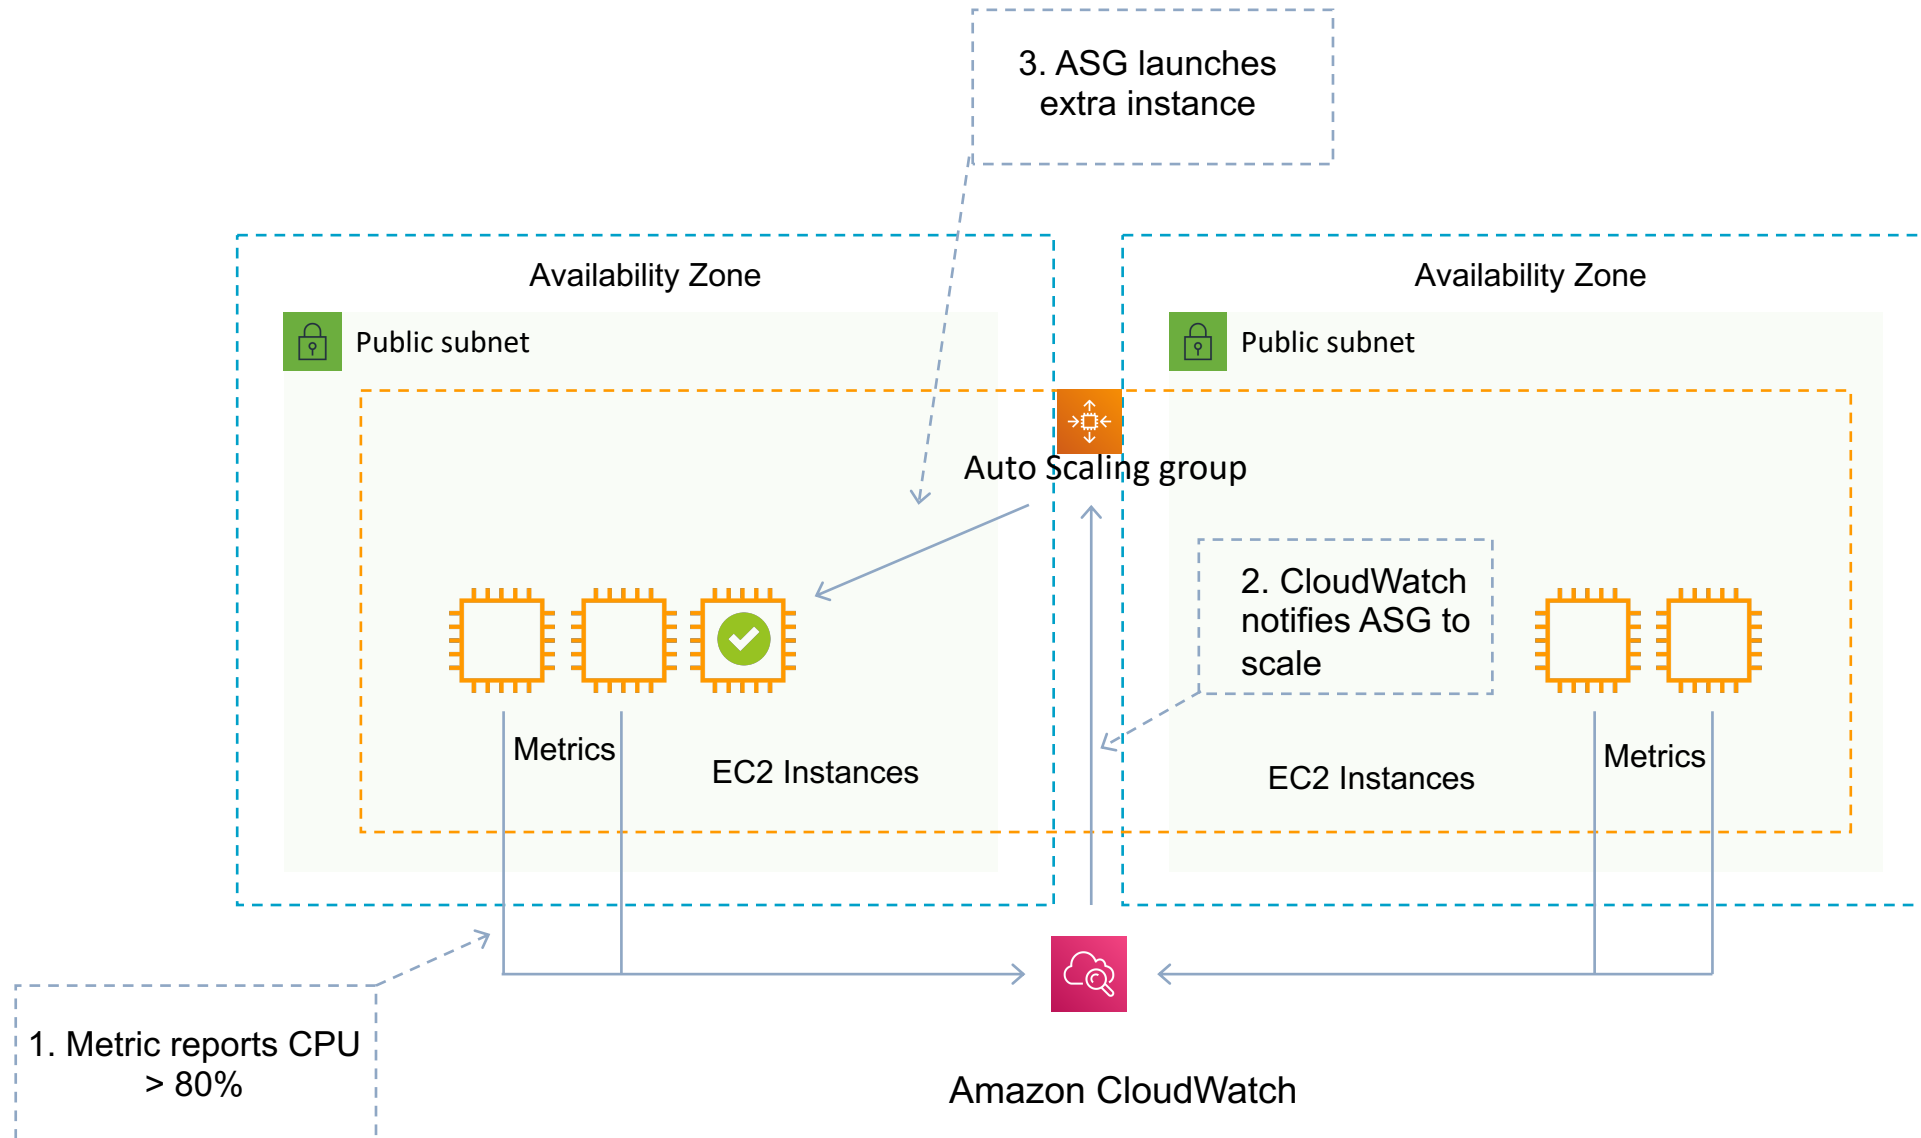 3. ASG launches
extra instance
Availability Zone
Availability Zone
Public subnet
Public subnet
Auto Scaling group
2. CloudWatch
notifies ASG to
scale
Metrics
EC2 Instances
EC2 Instances
Metrics
1. Metric reports CPU
> 80%
Amazon CloudWatch